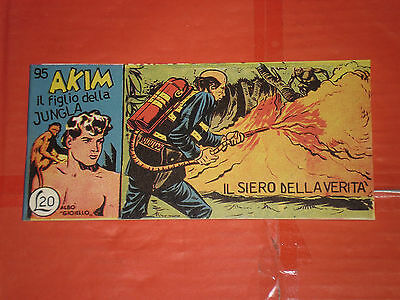 95
AKIM
il figlio della
JUNGLA
£20
ALBO
"GIOIELLO"
IL SIERO DELLA VERITA'